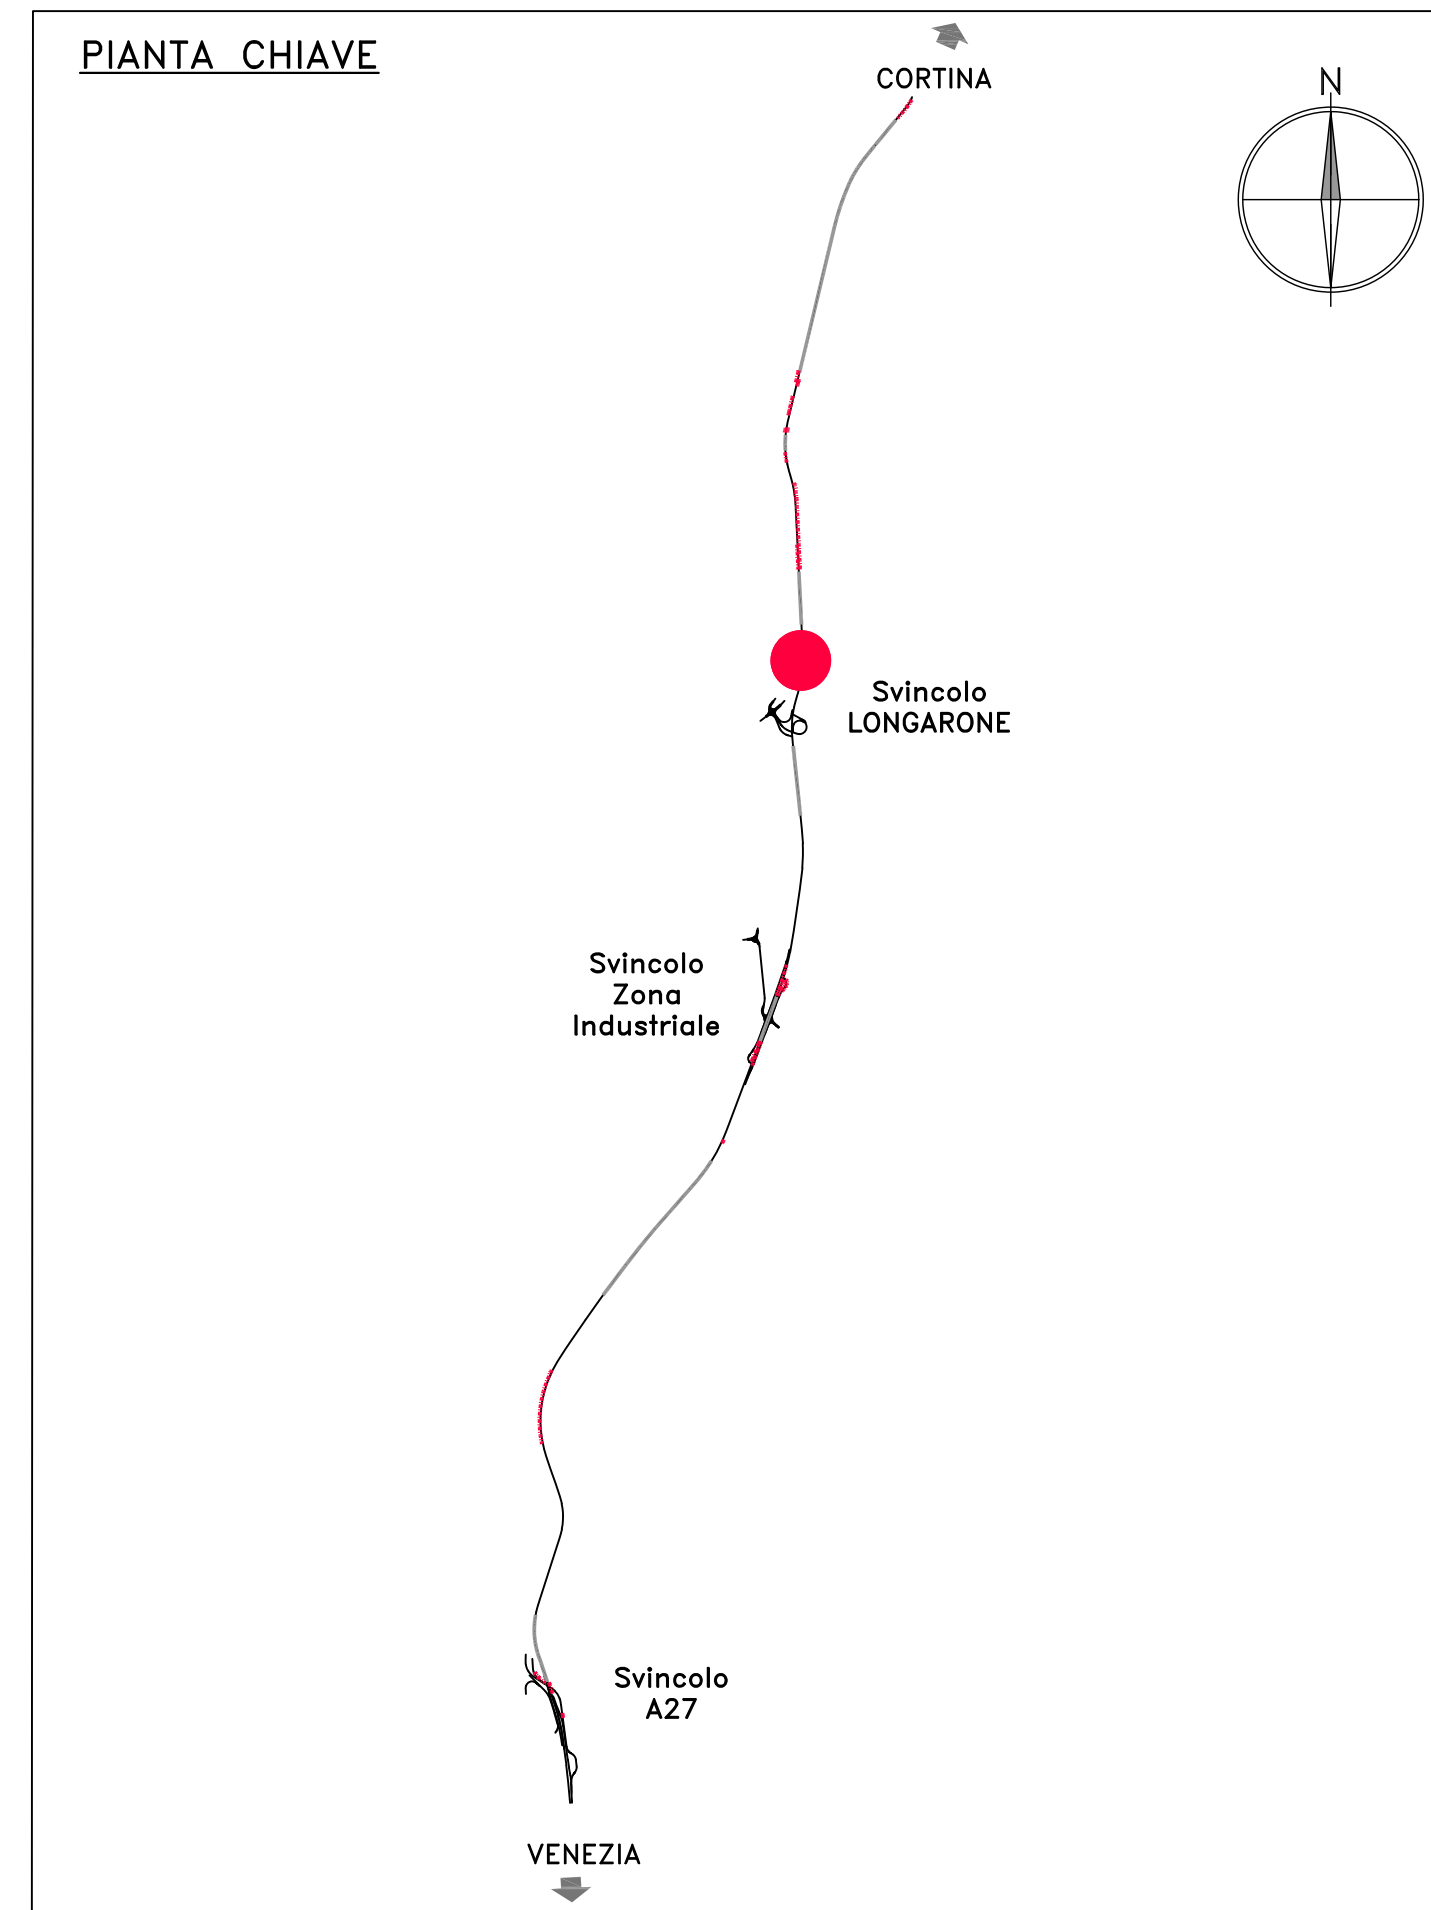 PIANTA CHIAVE
CORTINA
N
Svincolo
LONGARONE
Svincolo
Zona
Industriale
Svincolo
A27
VENEZIA